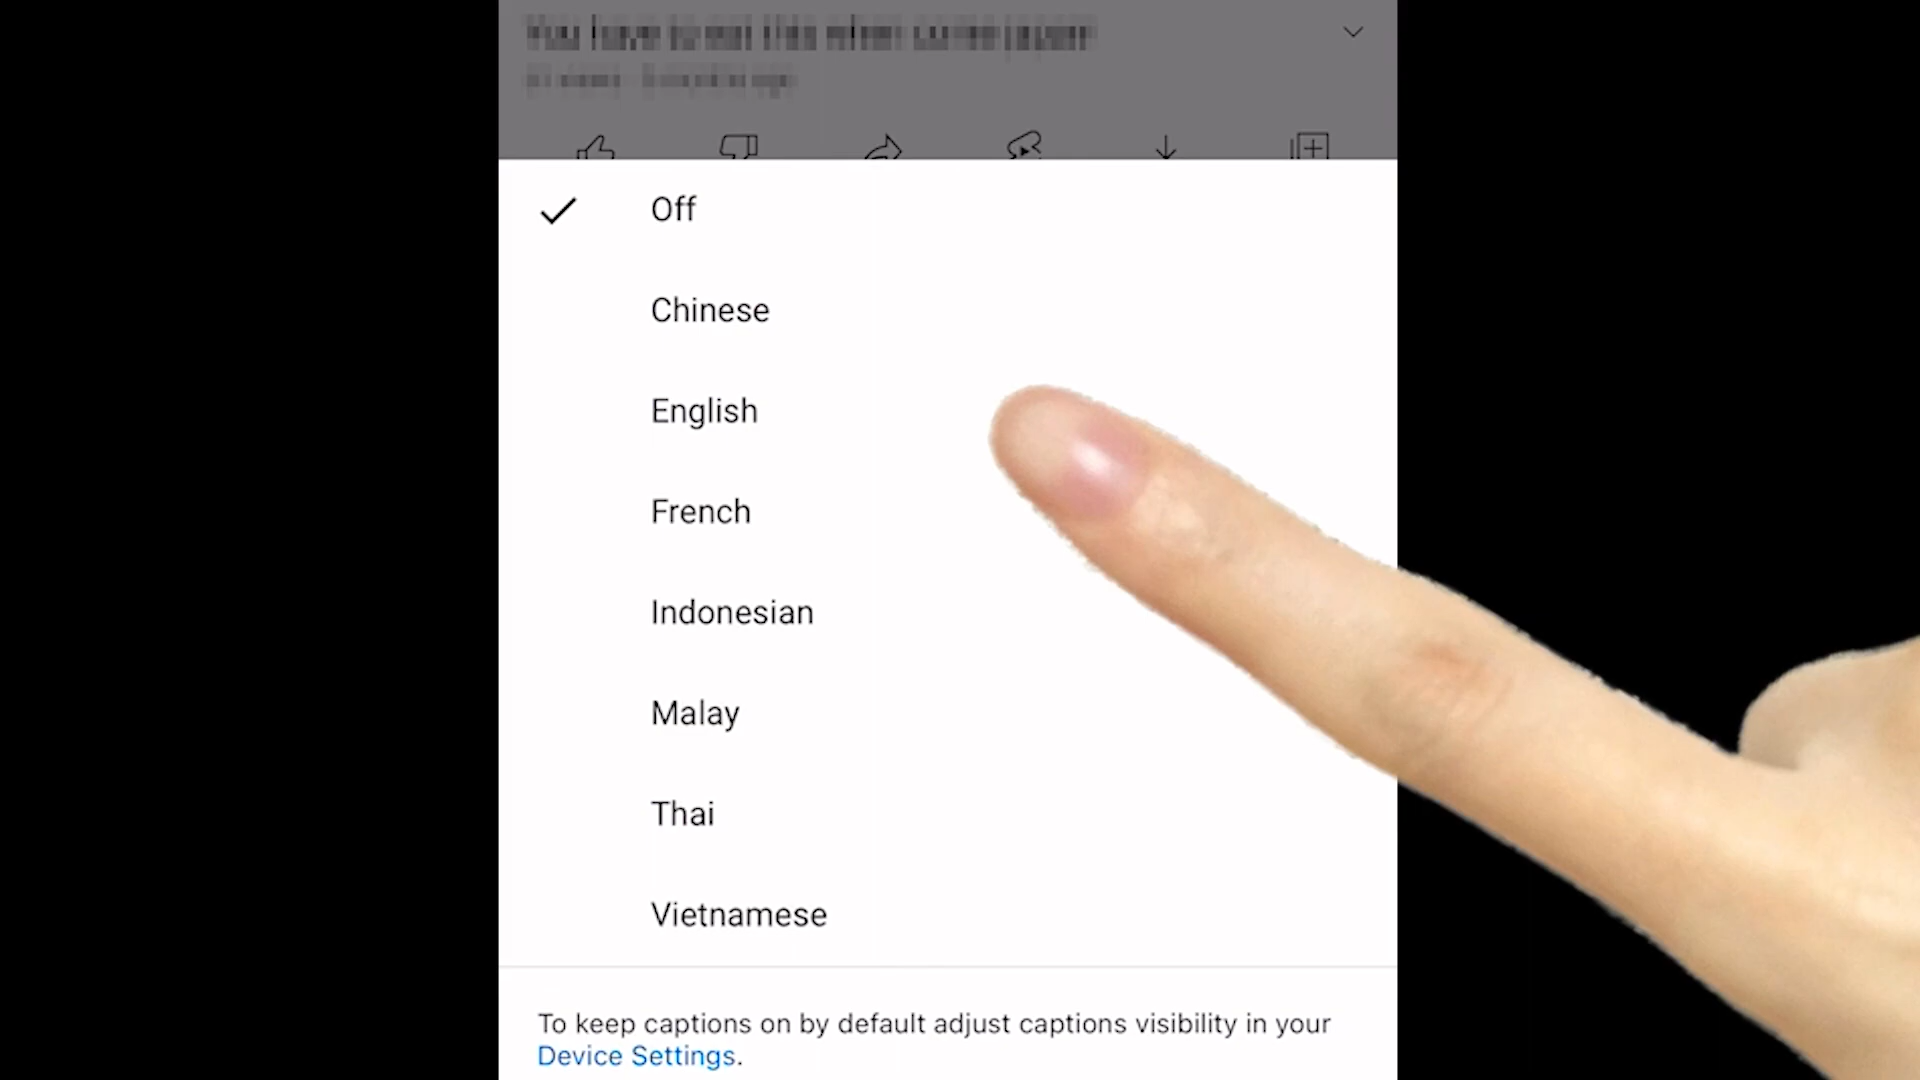 Off
Chinese
English
French
Indonesian
Malay
Thai
Vietnamese
To keep captions on by default adjust captions visibility in your
Device Settings.